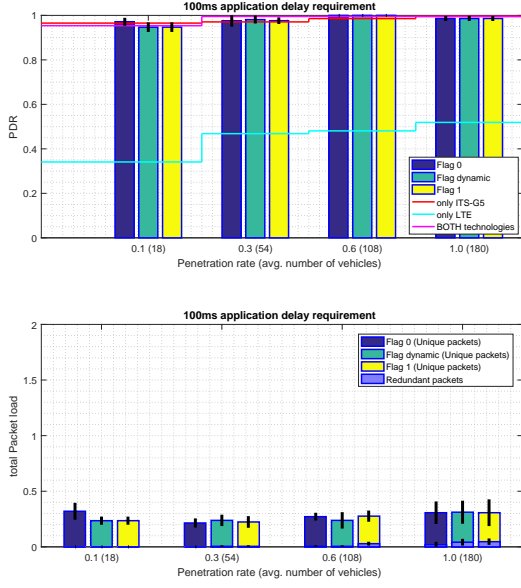 100ms application delay requirement
1
0.8
0.6
0.4
0.2
0
PDR
Flag 0
Flag dynamic
Flag 1
only ITS-G5
only LTE
BOTH technologies
0.1 (18) 0.3 (54) 0.6 (108) 1.0 (180)
Penetration rate (avg. number of vehicles)
100ms application delay requirement
2
1.5
1
0.5
0
total Packet load
Flag 0 (Unique packets)
Flag dynamic (Unique packets)
Flag 1 (Unique packets)
Redundant packets
0.1 (18) 0.3 (54) 0.6 (108) 1.0 (180)
Penetration rate (avg. number of vehicles)